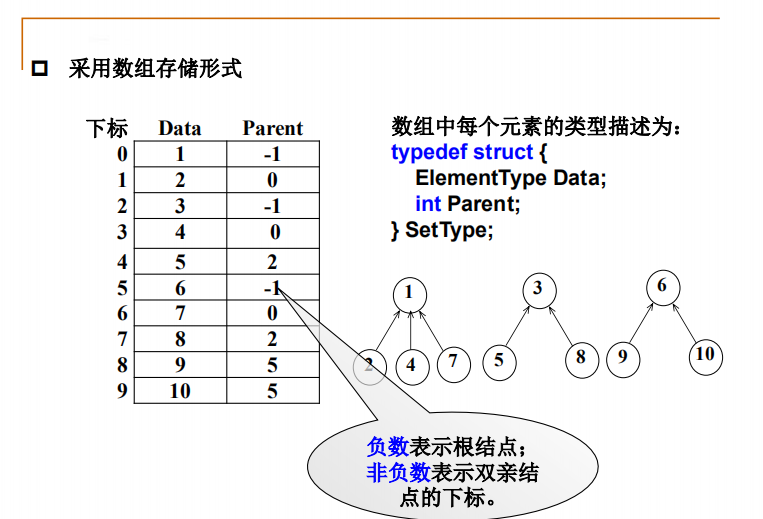 采用数组存储形式
下标 Data Parent
0 1 -1
1 2 0
2 3 -1
3 4 0
4 5 2
5 6 -1
6 7 0
7 8 2
8 9 5
9 10 5
数组中每个元素的类型描述为:
typedef struct {
ElementType Data;
int Parent;
} SetType;
1 3 6
2 4 7 5 8 9 10
负数表示根结点;
非负数表示双亲结
点的下标。